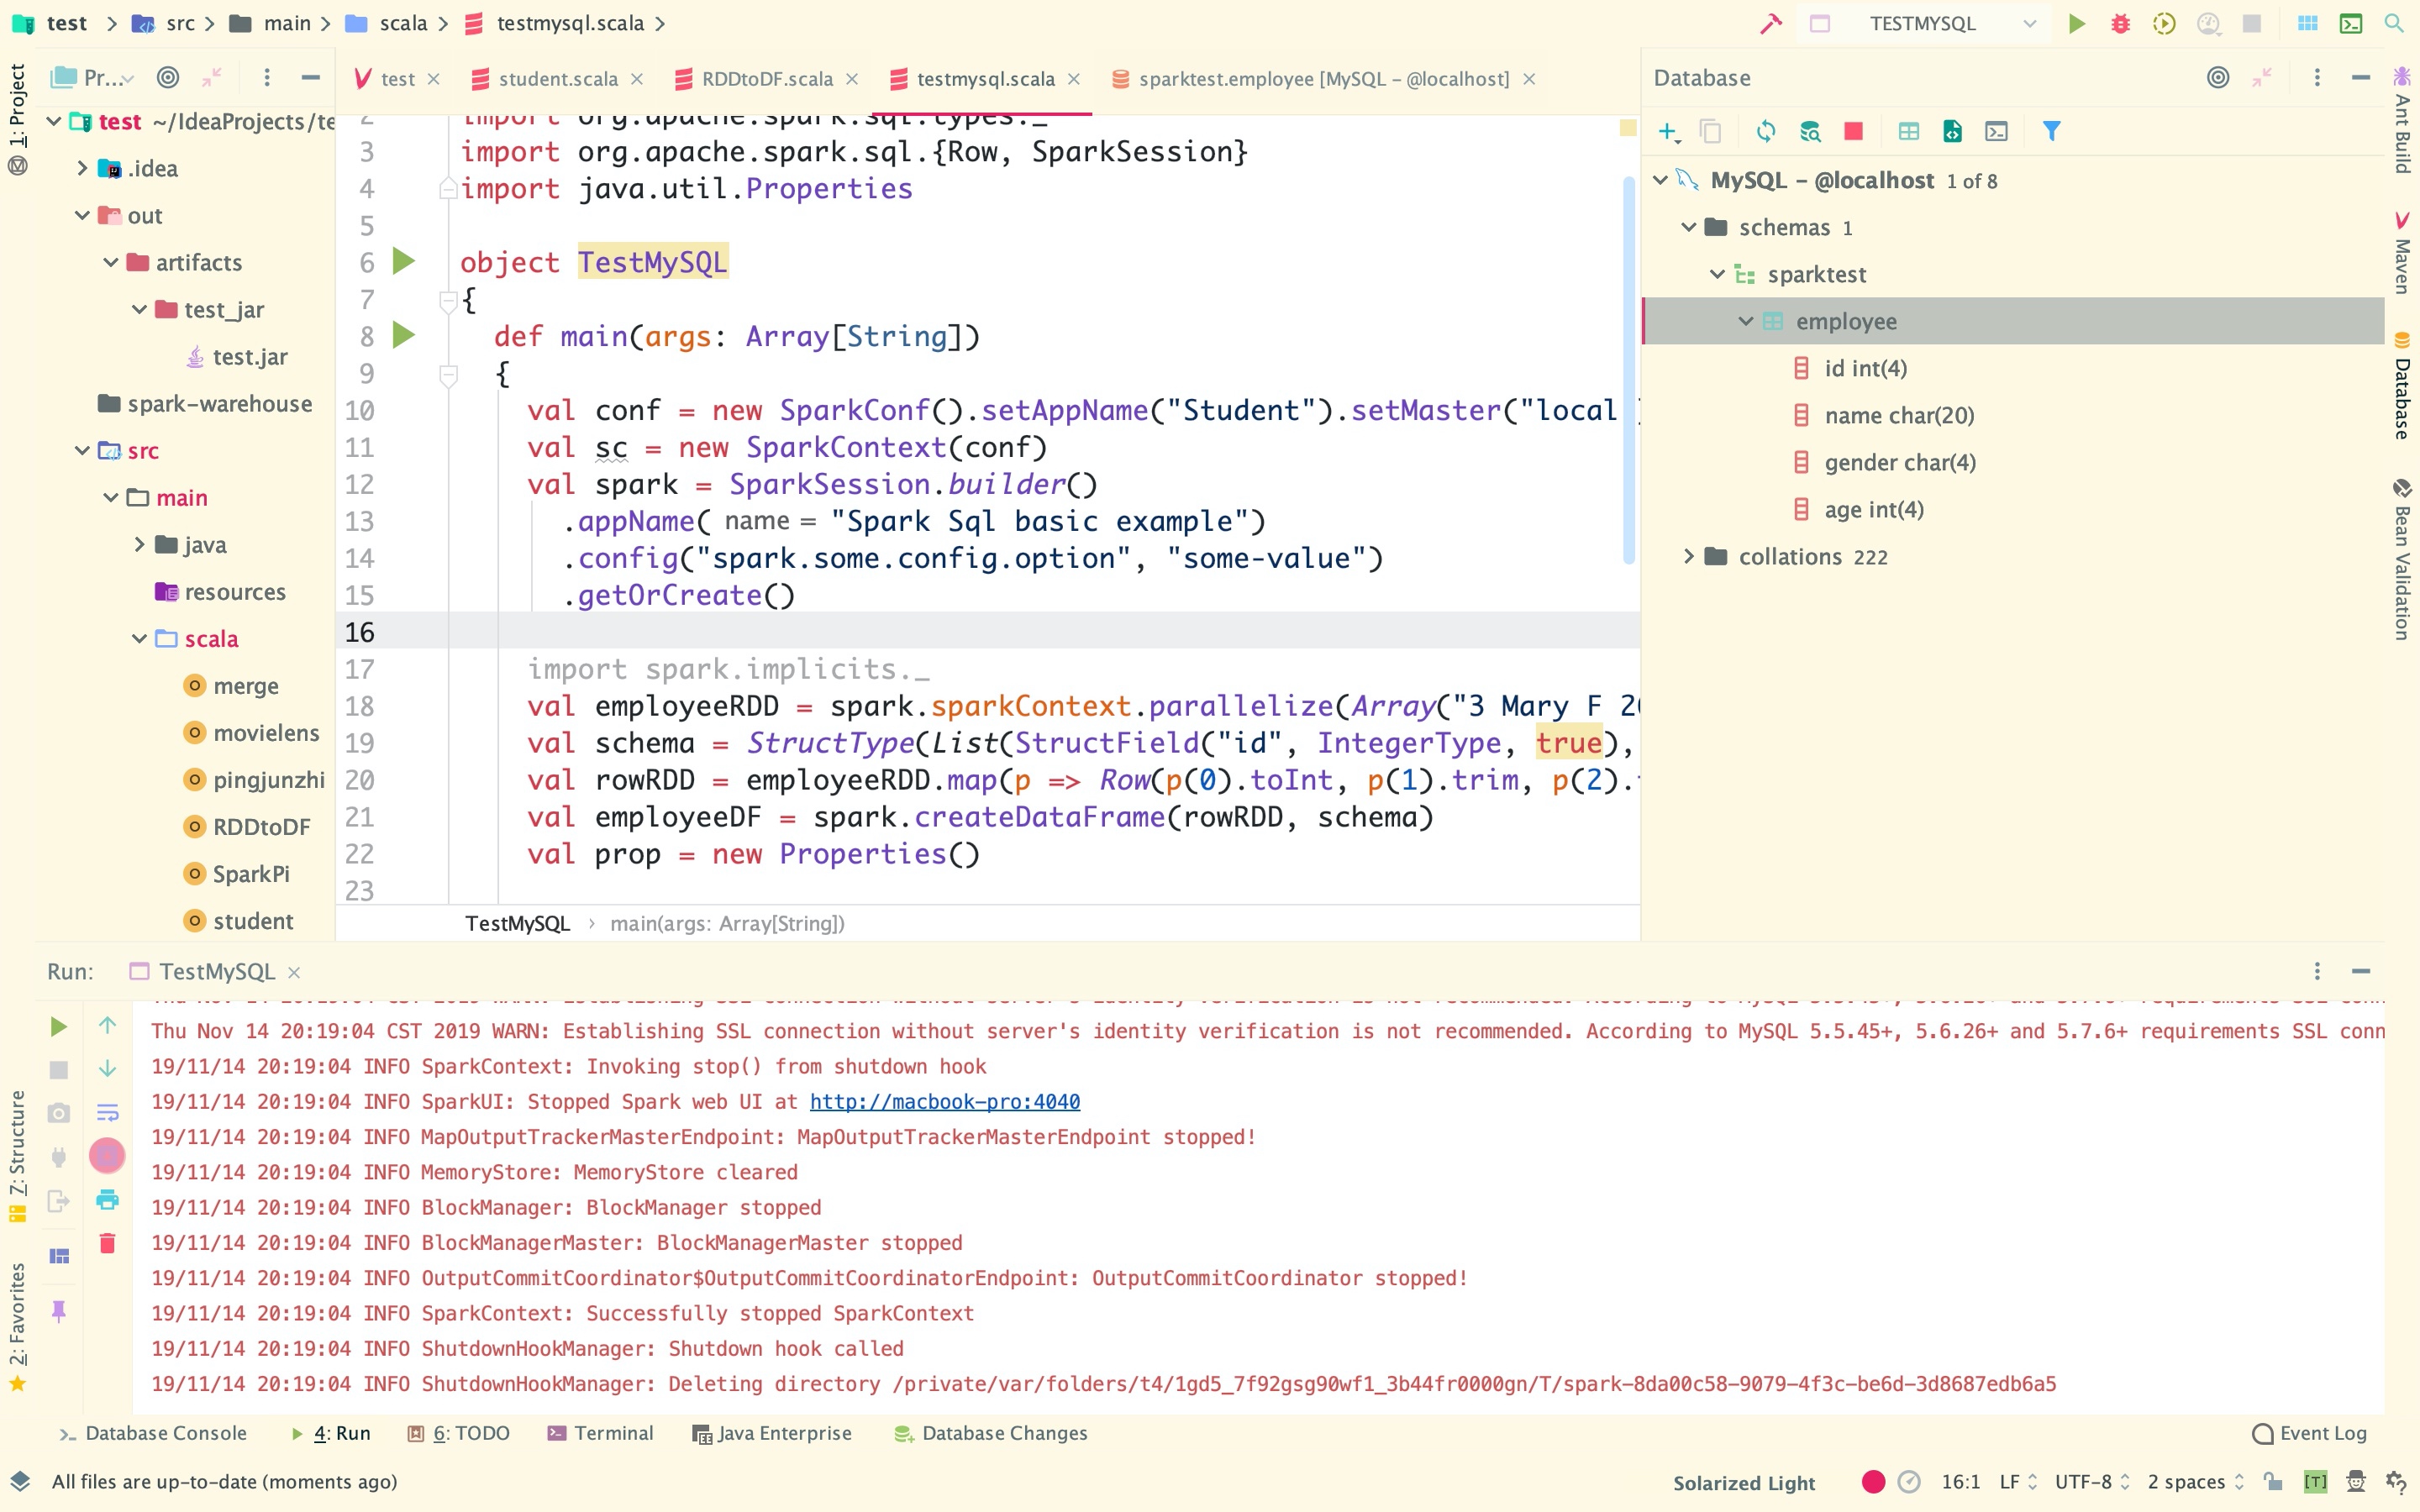 test > src > main > scala > testmysql.scala >
TESTMYSQL
1: Project
Pr...
test
student.scala
RDDtoDF.scala
testmysql.scala
sparktest.employee [MySQL – @localhost]
test ~/IdeaProjects/te
.idea
out
artifacts
test_jar
test.jar
spark-warehouse
src
main
java
resources
scala
merge
movielens
pingjunzhi
RDDtoDF
SparkPi
student
2 import org.apache.spark.sql.types._
3 import org.apache.spark.sql.{Row, SparkSession}
4 import java.util.Properties
5
6 object TestMySQL
7 {
8 def main(args: Array[String])
9 {
10 val conf = new SparkConf().setAppName("Student").setMaster("local
11 val sc = new SparkContext(conf)
12 val spark = SparkSession.builder()
13 .appName( name = "Spark Sql basic example")
14 .config("spark.some.config.option", "some-value")
15 .getOrCreate()
16
17 import spark.implicits._
18 val employeeRDD = spark.sparkContext.parallelize(Array("3 Mary F
19 val schema = StructType(List(StructField("id", IntegerType, true),
20 val rowRDD = employeeRDD.map(p => Row(p(0).toInt, p(1).trim, p(2).
21 val employeeDF = spark.createDataFrame(rowRDD, schema)
22 val prop = new Properties()
23
TestMySQL > main(args: Array[String])
Database
MySQL – @localhost 1 of 8
schemas 1
sparktest
employee
id int(4)
name char(20)
gender char(4)
age int(4)
collations 222
Ant Build
Maven
Database
Bean Validation
Run: TestMySQL
Thu Nov 14 20:19:04 CST 2019 WARN: Establishing SSL connection without server's identity verification is not recommended. According to MySQL 5.5.45+, 5.6.26+ and 5.7.6+ requirements SSL conn
19/11/14 20:19:04 INFO SparkContext: Invoking stop() from shutdown hook
19/11/14 20:19:04 INFO SparkUI: Stopped Spark web UI at http://macbook-pro:4040
19/11/14 20:19:04 INFO MapOutputTrackerMasterEndpoint: MapOutputTrackerMasterEndpoint stopped!
19/11/14 20:19:04 INFO MemoryStore: MemoryStore cleared
19/11/14 20:19:04 INFO BlockManager: BlockManager stopped
19/11/14 20:19:04 INFO BlockManagerMaster: BlockManagerMaster stopped
19/11/14 20:19:04 INFO OutputCommitCoordinator$OutputCommitCoordinatorEndpoint: OutputCommitCoordinator stopped!
19/11/14 20:19:04 INFO SparkContext: Successfully stopped SparkContext
19/11/14 20:19:04 INFO ShutdownHookManager: Shutdown hook called
19/11/14 20:19:04 INFO ShutdownHookManager: Deleting directory /private/var/folders/t4/1gd5_7f92gsg90wf1_3b44fr0000gn/T/spark-8da00c58-9079-4f3c-be6d-3d8687edb6a5
7: Structure
2: Favorites
Database Console
4: Run
6: TODO
Terminal
Java Enterprise
Database Changes
Event Log
All files are up-to-date (moments ago)
Solarized Light
16:1
LF
UTF-8
2 spaces
[T]